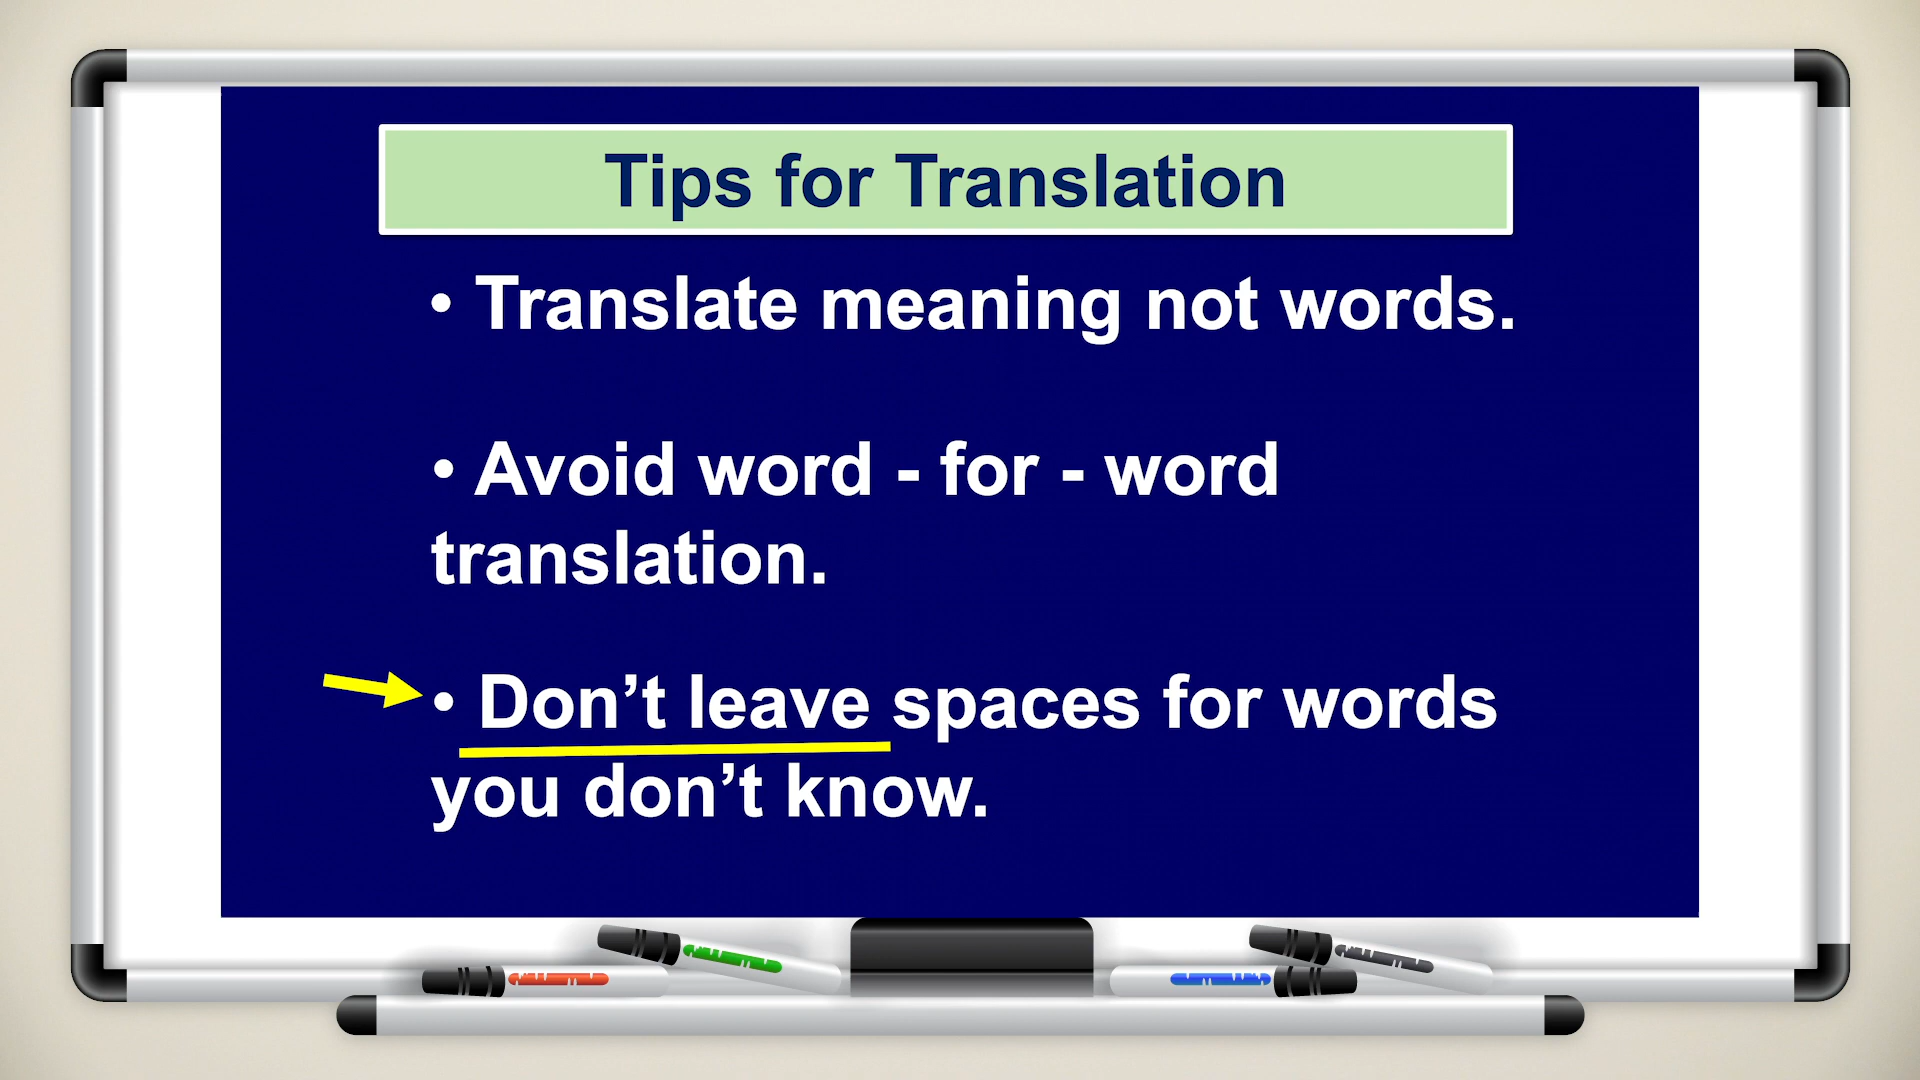 Tips for Translation
• Translate meaning not words.
• Avoid word - for - word
translation.
• Don’t leave spaces for words
you don’t know.